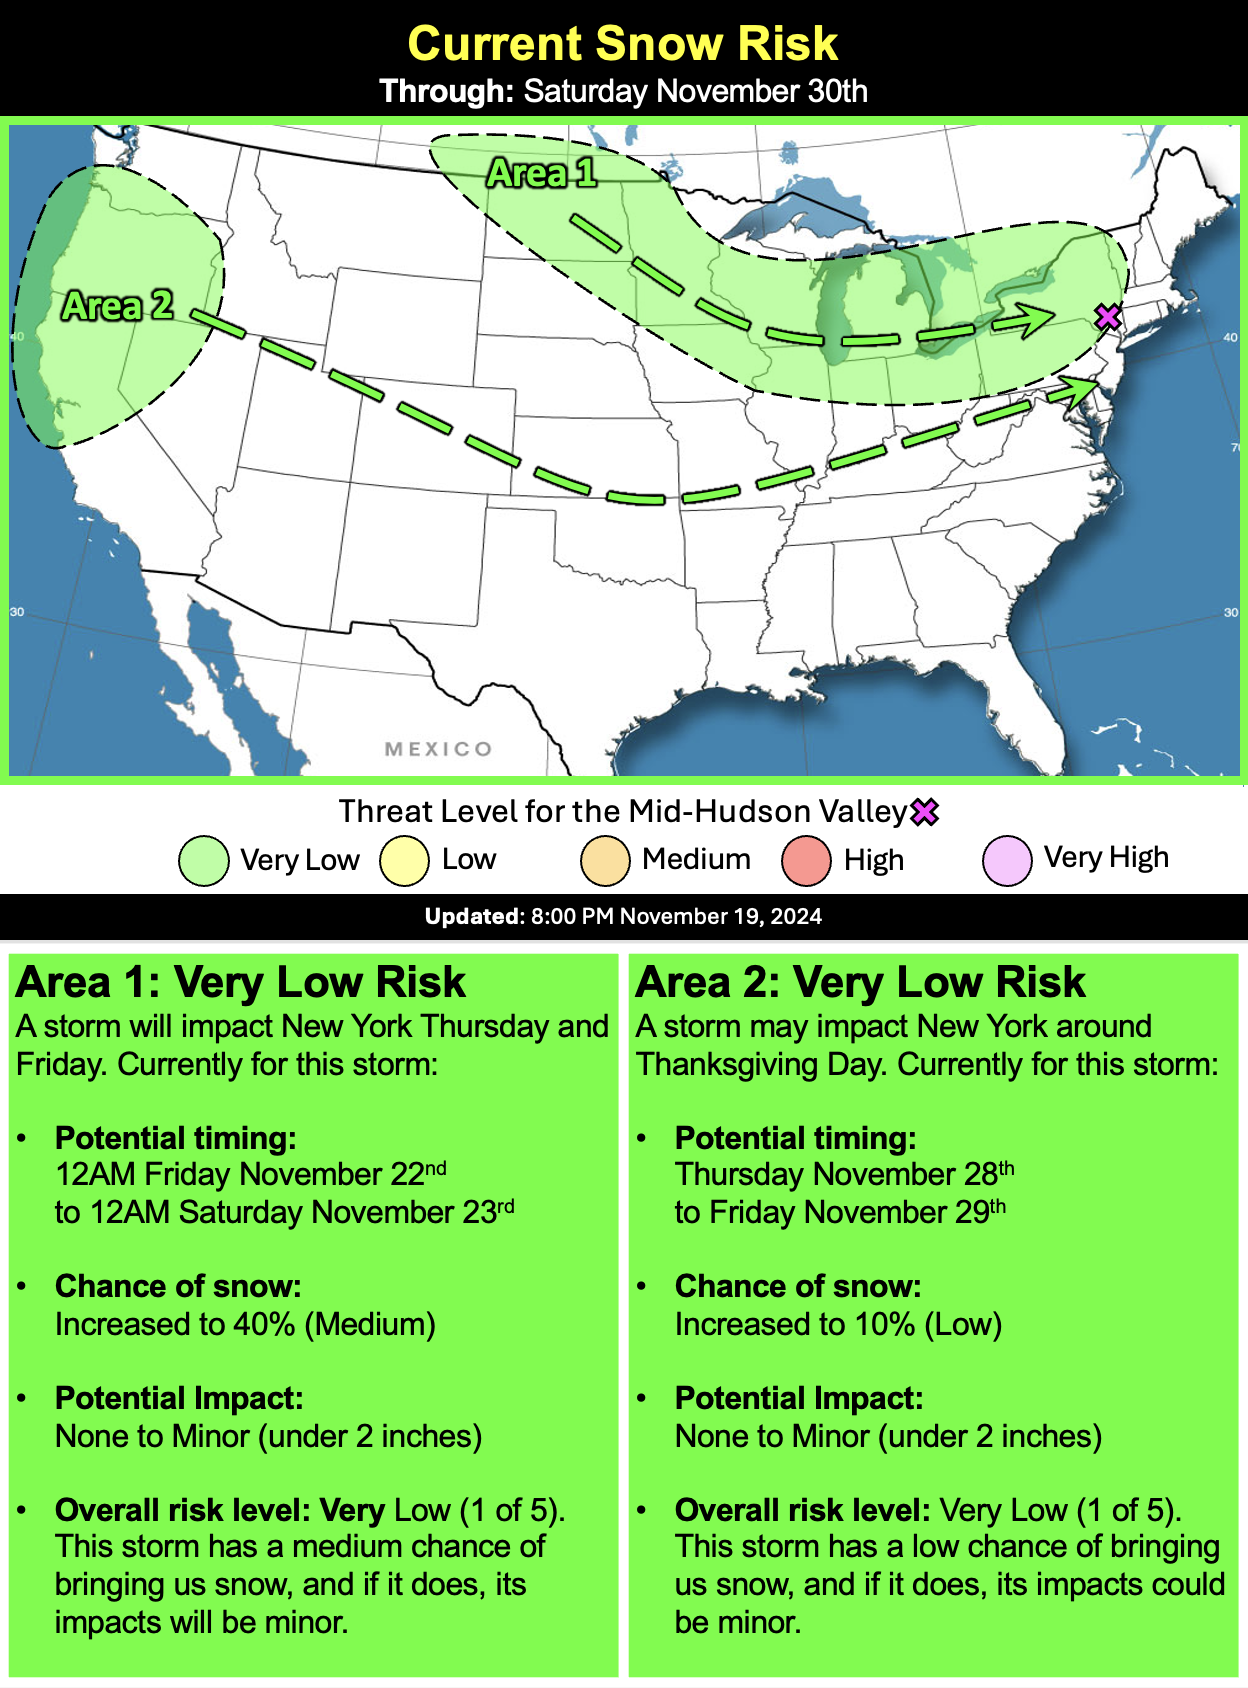 Current Snow Risk
Through: Saturday November 30th
Area 1
Area 2
40
40
70
30
30
MEXICO
Threat Level for the Mid-Hudson Valley
Very Low
Low
Medium
High
Very High
Updated: 8:00 PM November 19, 2024
Area 1: Very Low Risk
A storm will impact New York Thursday and
Friday. Currently for this storm:
• Potential timing:
12AM Friday November 22nd
to 12AM Saturday November 23rd
• Chance of snow:
Increased to 40% (Medium)
• Potential Impact:
None to Minor (under 2 inches)
• Overall risk level: Very Low (1 of 5).
This storm has a medium chance of
bringing us snow, and if it does, its
impacts will be minor.
Area 2: Very Low Risk
A storm may impact New York around
Thanksgiving Day. Currently for this storm:
• Potential timing:
Thursday November 28th
to Friday November 29th
• Chance of snow:
Increased to 10% (Low)
• Potential Impact:
None to Minor (under 2 inches)
• Overall risk level: Very Low (1 of 5).
This storm has a low chance of bringing
us snow, and if it does, its impacts could
be minor.